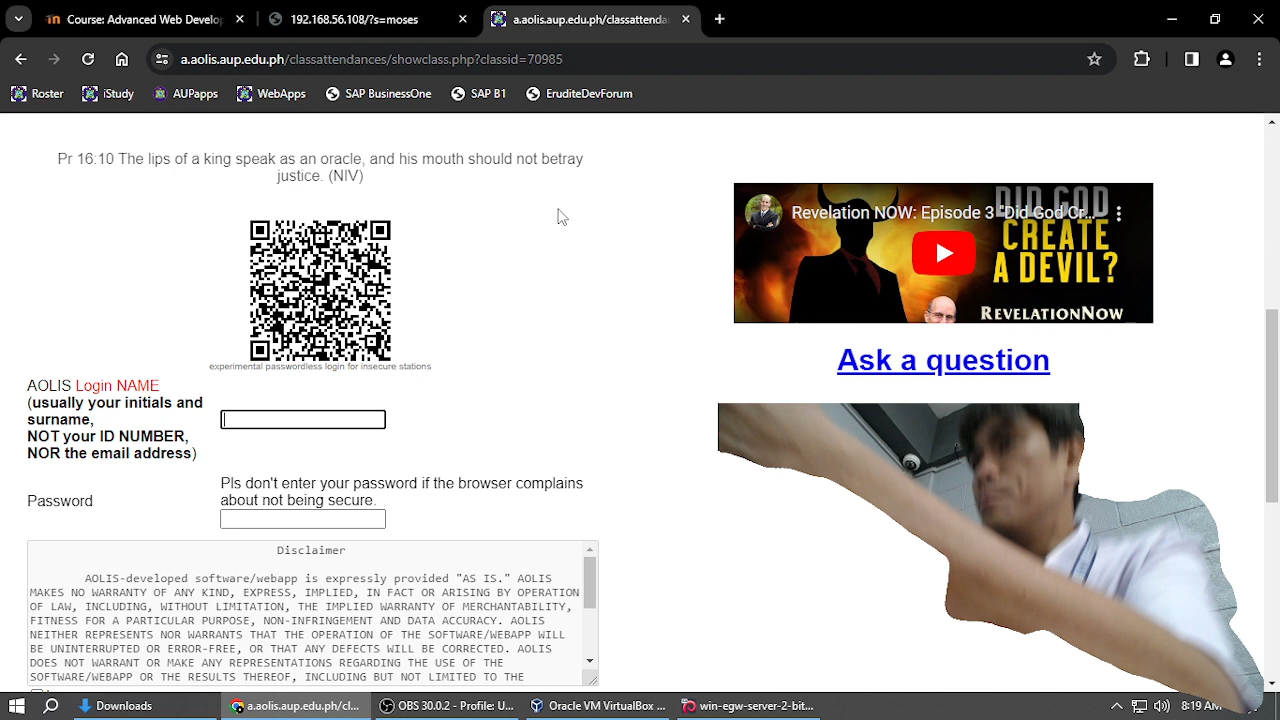 Course: Advanced Web Develo
192.168.56.107/?s=moses
a.aolis.aup.edu.ph/classattenda
a.aolis.aup.edu.ph/classattendances/showclass.php?classid=70985
Roster
iStudy
AUPapps
WebApps
SAP BusinessOne
SAP B1
EruditeDevForum
Pr 16:10 The lips of a king speak as an oracle, and his mouth should not betray
justice. (NIV)
experimental passwordless login for insecure stations
AOLIS Login NAME
(usually your initials and
surname,
NOT your ID NUMBER,
NOR the email address)
Pls don't enter your password if the browser complains
about not being secure.
Password
Disclaimer
AOLIS-developed software/webapp is expressly provided "AS IS." AOLIS
MAKES NO WARRANTY OF ANY KIND, EXPRESS, IMPLIED, IN FACT OR ARISING BY OPERATION
OF LAW, INCLUDING, WITHOUT LIMITATION, THE IMPLIED WARRANTY OF MERCHANTABILITY,
FITNESS FOR A PARTICULAR PURPOSE, NON-INFRINGEMENT AND DATA ACCURACY. AOLIS
NEITHER REPRESENTS NOR WARRANTS THAT THE OPERATION OF THE SOFTWARE/WEBAPP WILL
BE UNINTERRUPTED OR ERROR-FREE, OR THAT ANY DEFECTS WILL BE CORRECTED. AOLIS
DOES NOT WARRANT OR MAKE ANY REPRESENTATIONS REGARDING THE USE OF THE
SOFTWARE/WEBAPP OR THE RESULTS THEREOF, INCLUDING BUT NOT LIMITED TO THE
Revelation NOW: Episode 3 "Did God Cr...
DID GOD
CREATE
A DEVIL?
REVELATIONNOW
Ask a question
Downloads
a.aolis.aup.edu.ph/cl...
OBS 30.0.2 - Profile: U...
Oracle VM VirtualBox ...
win-egw-server-2-bit...
8:19 AM